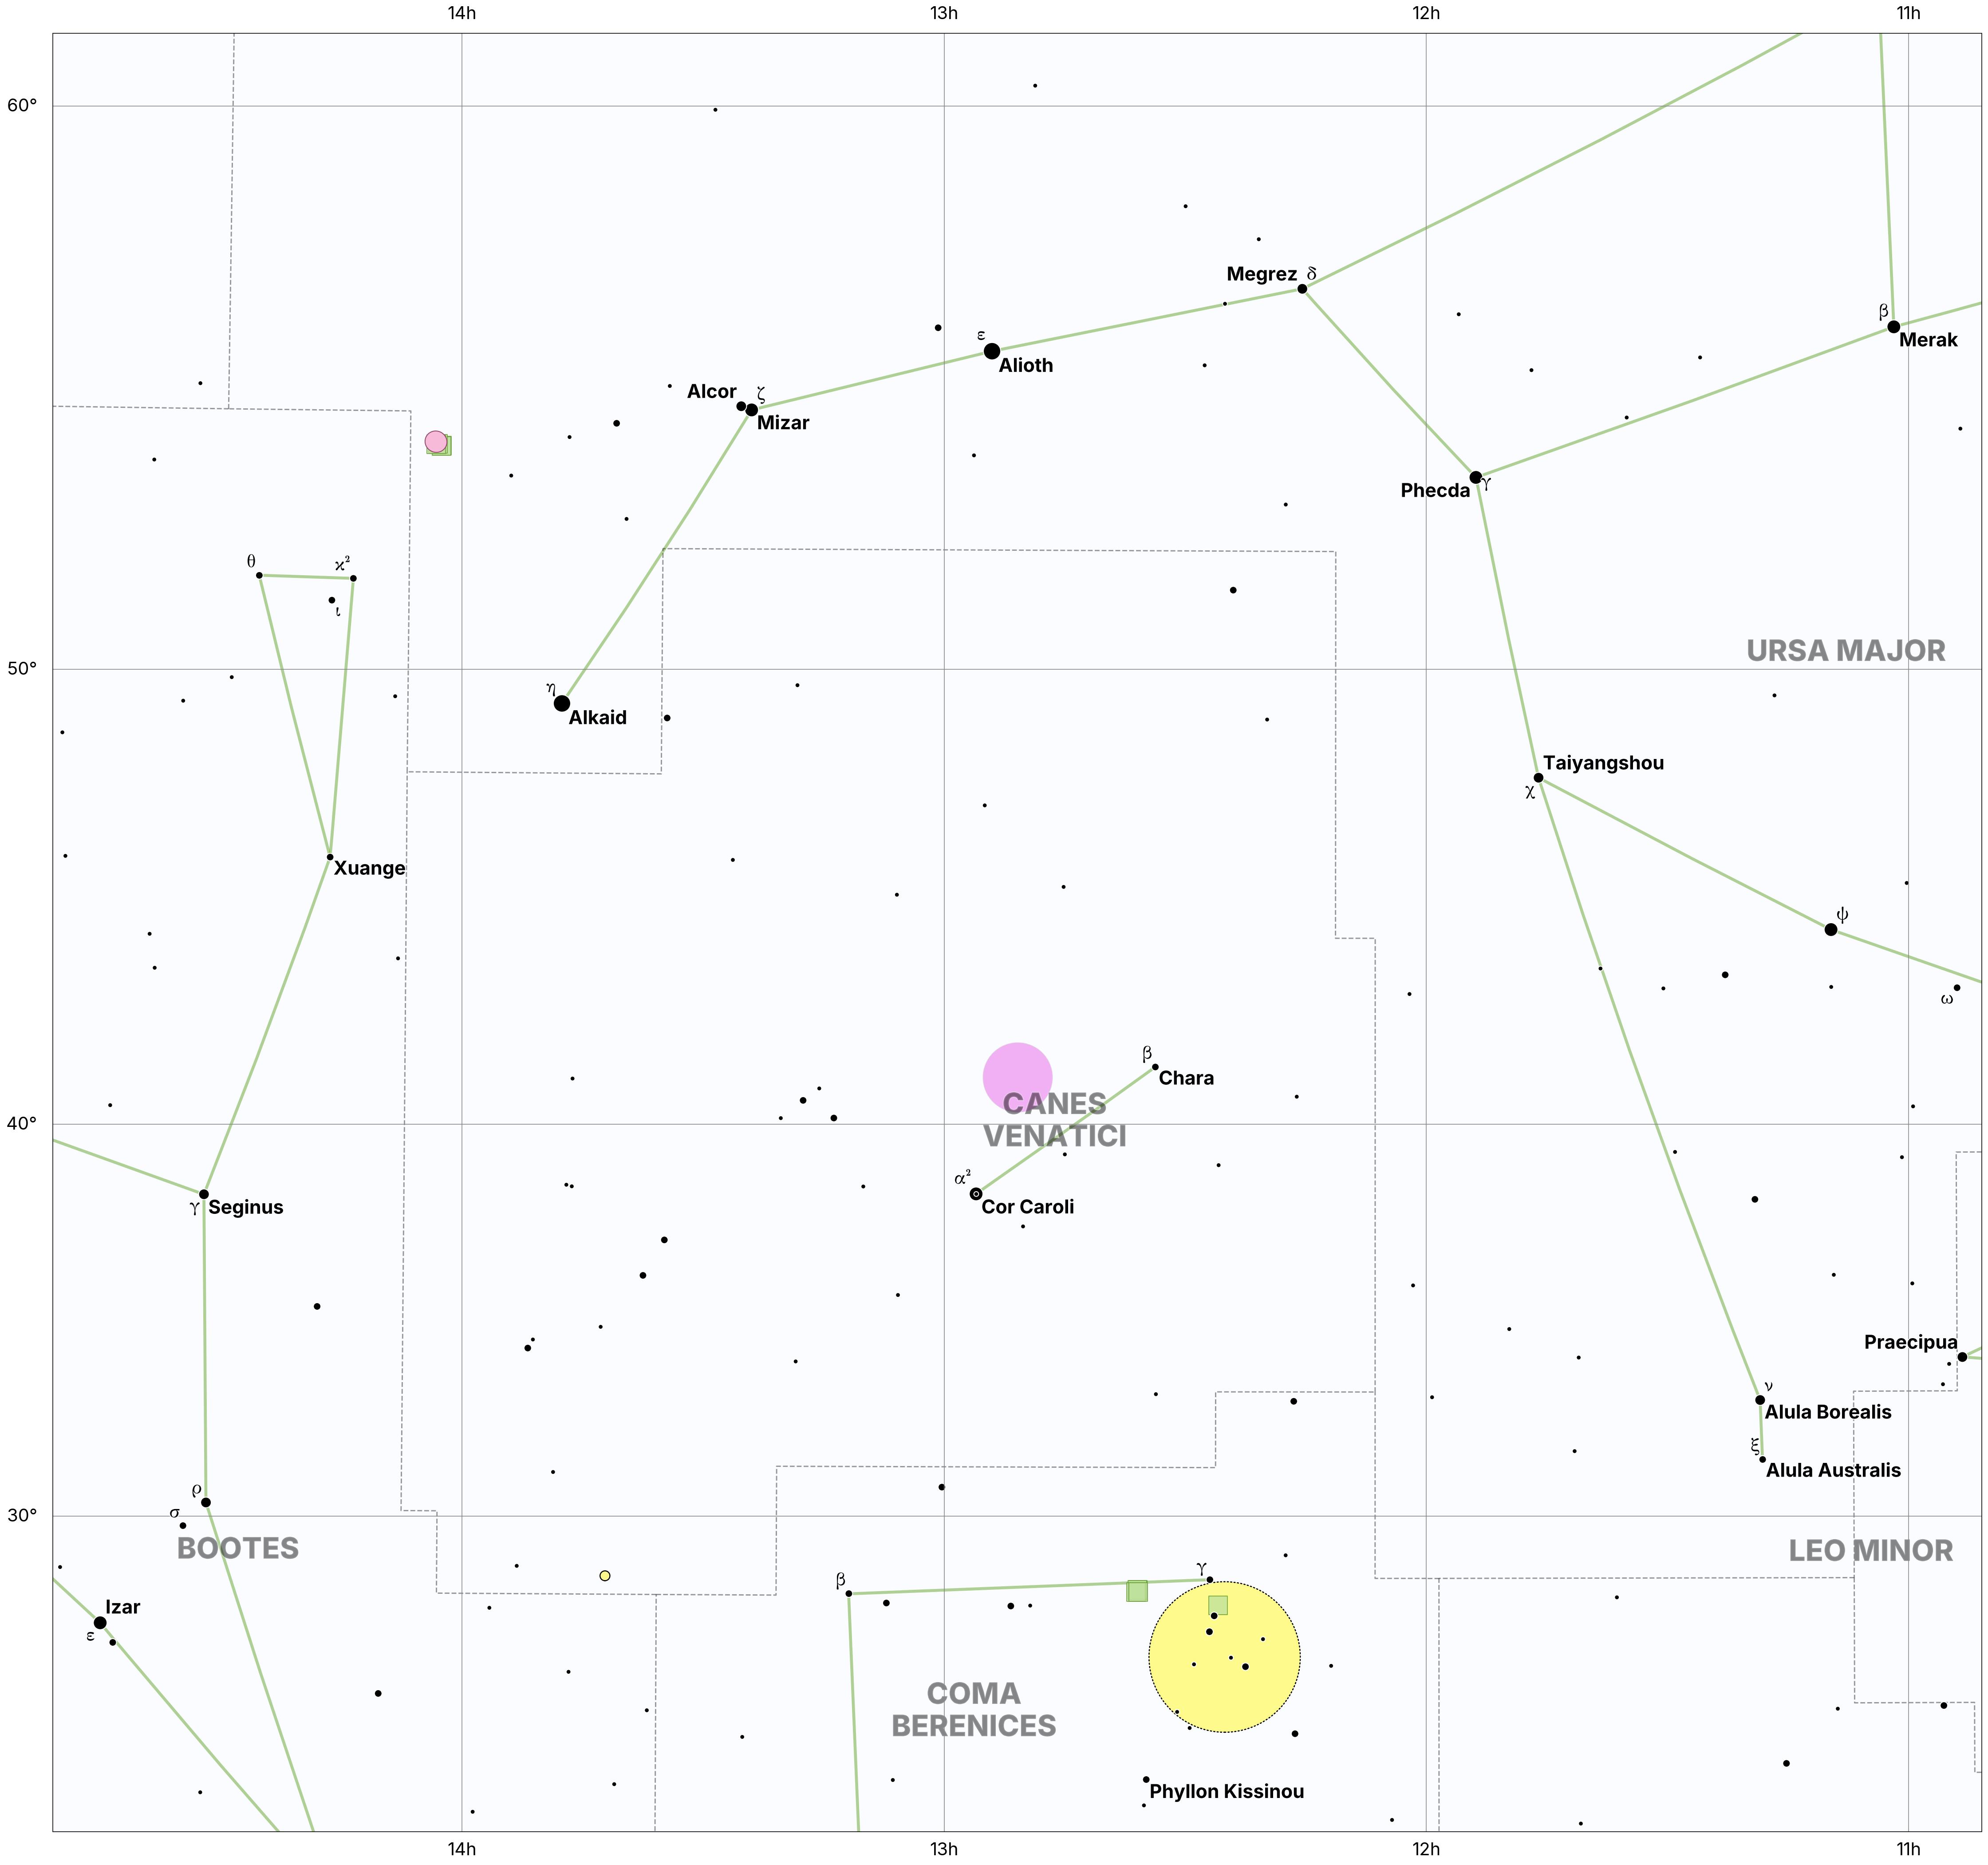 14h
13h
12h
11h
60°
Megrez δ
β
Merak
ε
Alioth
Alcor
ζ
Mizar
Phecda
γ
θ
ϰ²
ι
URSA MAJOR
50°
η
Alkaid
Taiyangshou
χ
Xuange
ψ
ω
β
Chara
CANES
VENATICI
40°
α²
Cor Caroli
γ
Seginus
Praecipua
ν
Alula Borealis
ξ
Alula Australis
ρ
σ
30°
BOOTES
LEO MINOR
β
γ
Izar
ε
COMA
BERENICES
Phyllon Kissinou
14h
13h
12h
11h